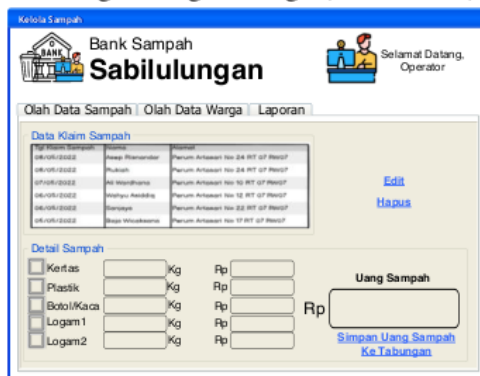 Kelola Sampah
BANK
Bank Sampah
Sabilulungan
Selamat Datang,
Operator
Olah Data Sampah
Olah Data Warga
Laporan
Data Klaim Sampah
Tgl Klaim Sampah Nama Alamat
08/05/2022 Asep Risnandar Perum Artasari No 24 RT 07 RW07
08/05/2022 Rukiah Perum Artasari No 24 RT 07 RW07
07/05/2022 Ali Wardhana Perum Artasari No 10 RT 07 RW07
06/05/2022 Wahyu Perum Artasari No 12 RT 07 RW07
06/05/2022 Sanjaya Perum Artasari No 22 RT 07 RW07
05/05/2022 Perum Artasari No 17 RT 07 RW07
Edit
Hapus
Detail Sampah
Kertas Kg Rp
Plastik Kg Rp
Botol/Kaca Kg Rp
Logam1 Kg Rp
Logam2 Kg Rp
Uang Sampah
Rp
Simpan Uang Sampah
Ke Tabungan